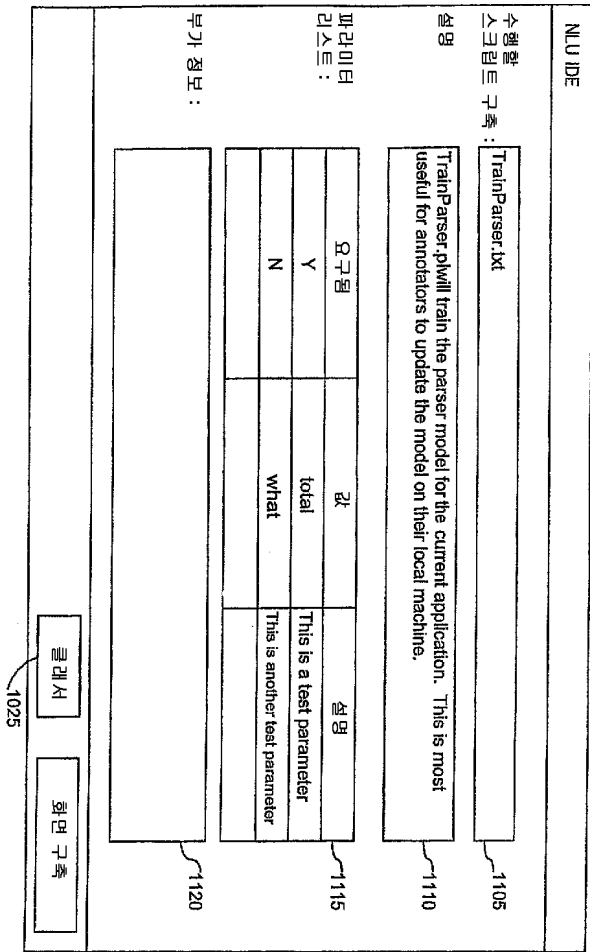 NLU IDE
수행할
스크립트 구축 :
TrainParser.txt
1105
설명
TrainParser.plwill train the parser model for the current application. This is most
useful for annotators to update the model on their local machine.
1110
파라미터
리스트 :
요구됨 값 설명
Y total This is a test parameter
N what This is another test parameter
1115
부가 정보 :
1120
클래서
1025
화면 구축